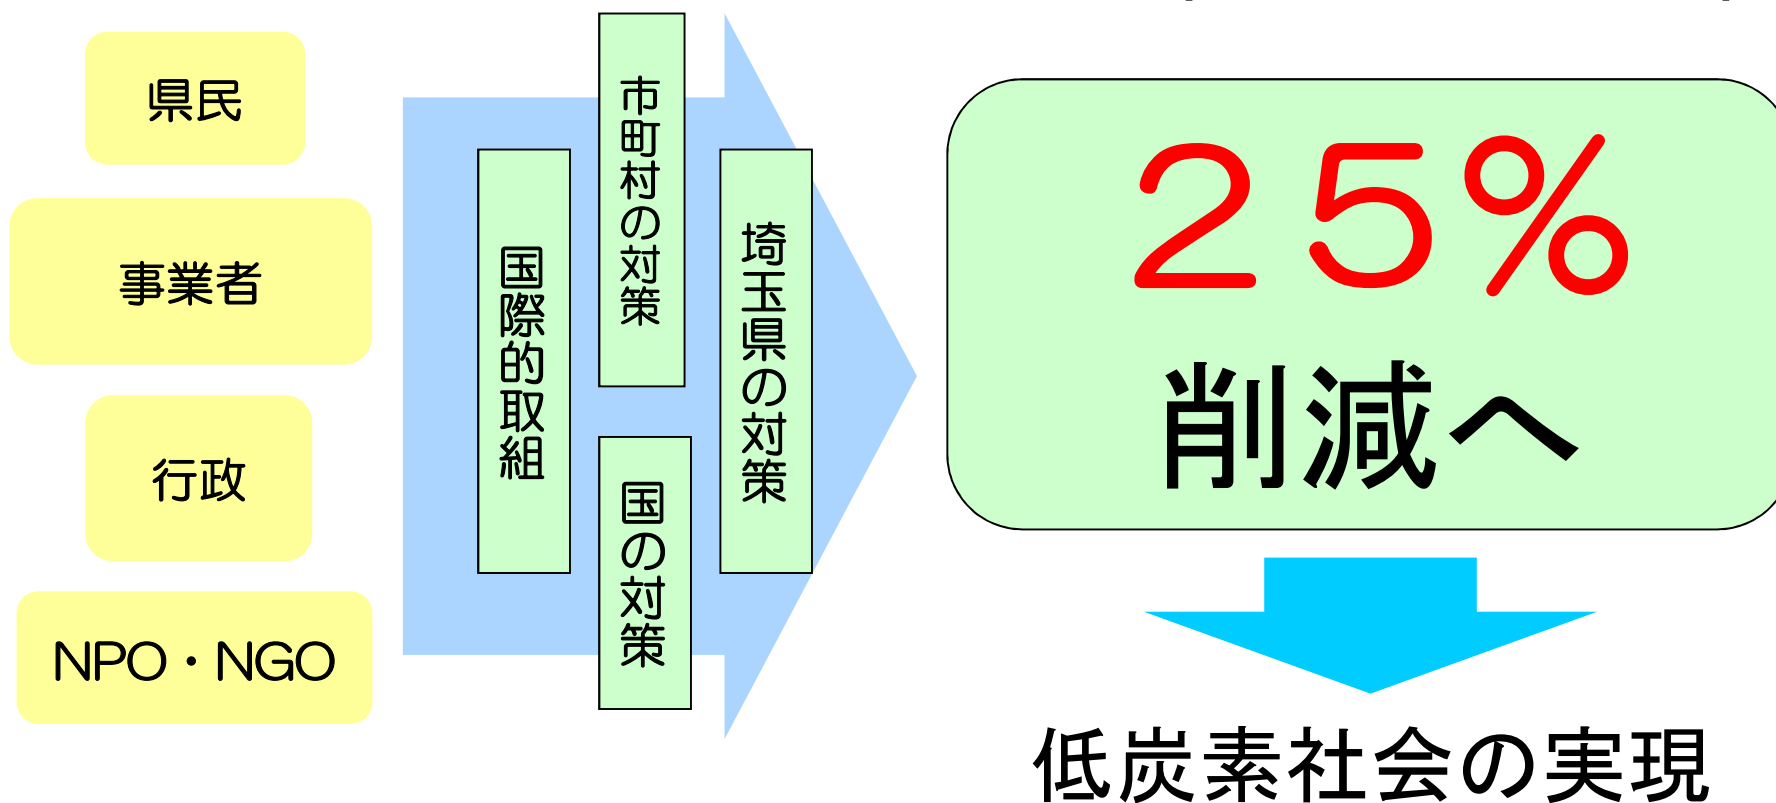 県民
事業者
行政
NPO・NGO
国際的取組
市町村の対策
国の対策
埼玉県の対策
25%
削減へ
低炭素社会の実現